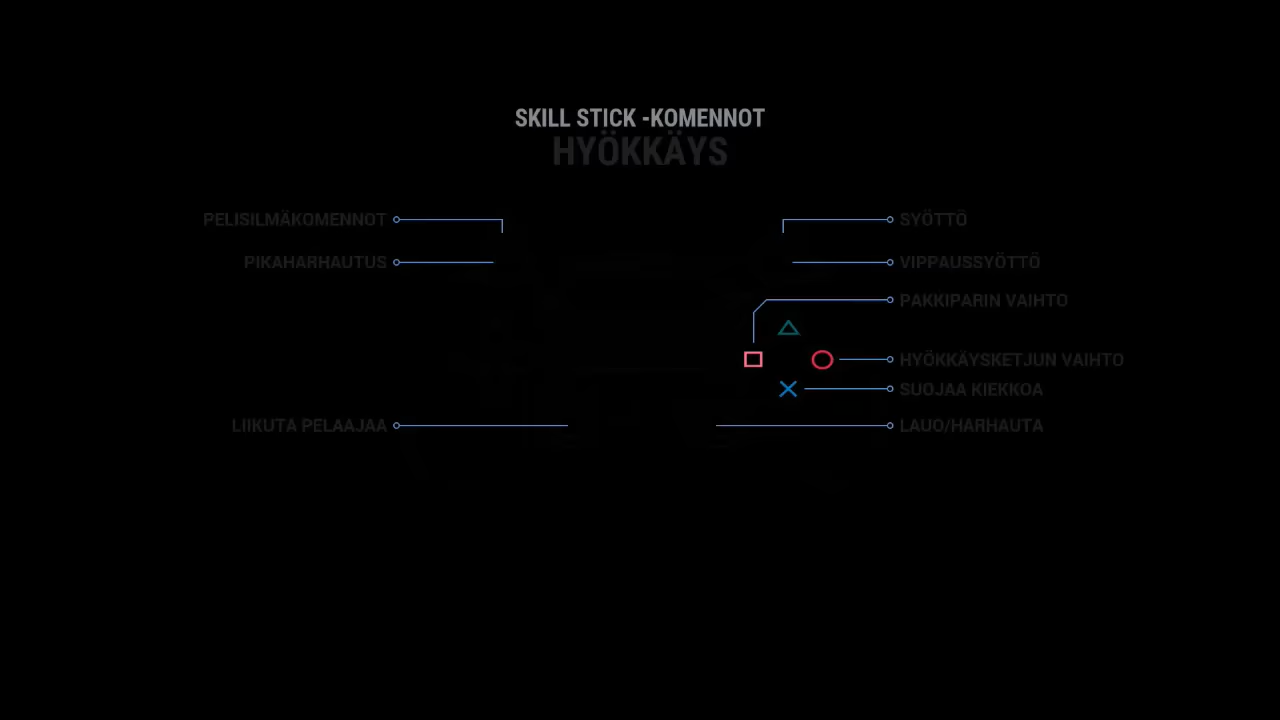 SKILL STICK -KOMENNOT
HYÖKKÄYS
PELISILMÄKOMENNOT
PIKAHARHAUTUS
LIIKUTA PELAAJAA
SYÖTTÖ
VIPPAUSSYÖTTÖ
PAKKIPARIN VAIHTO
HYÖKKÄYSKETJUN VAIHTO
SUOJAA KIEKKOA
LAUO/HARHAUTA